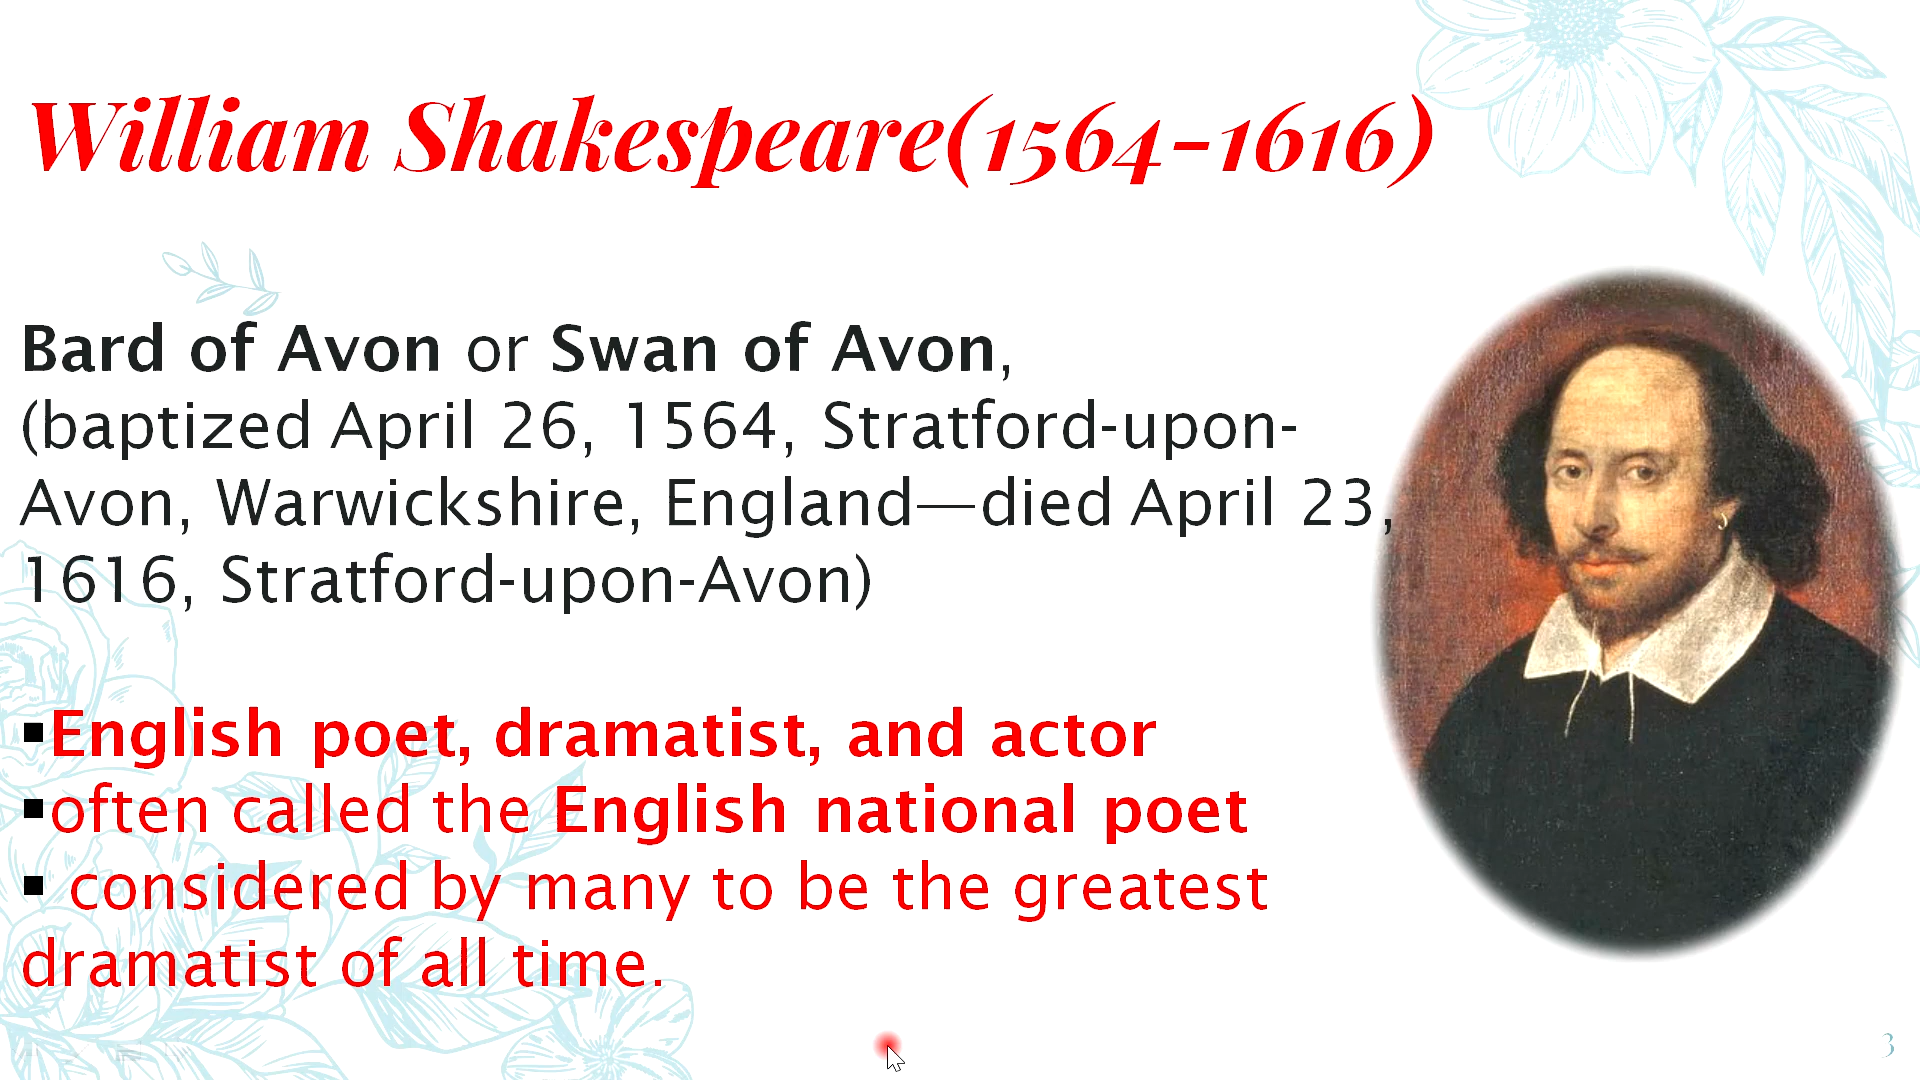 William Shakespeare(1564-1616)
Bard of Avon or Swan of Avon,
(baptized April 26, 1564, Stratford-upon-
Avon, Warwickshire, England—died April 23,
1616, Stratford-upon-Avon)
▪English poet, dramatist, and actor
▪often called the English national poet
▪ considered by many to be the greatest
dramatist of all time.
3